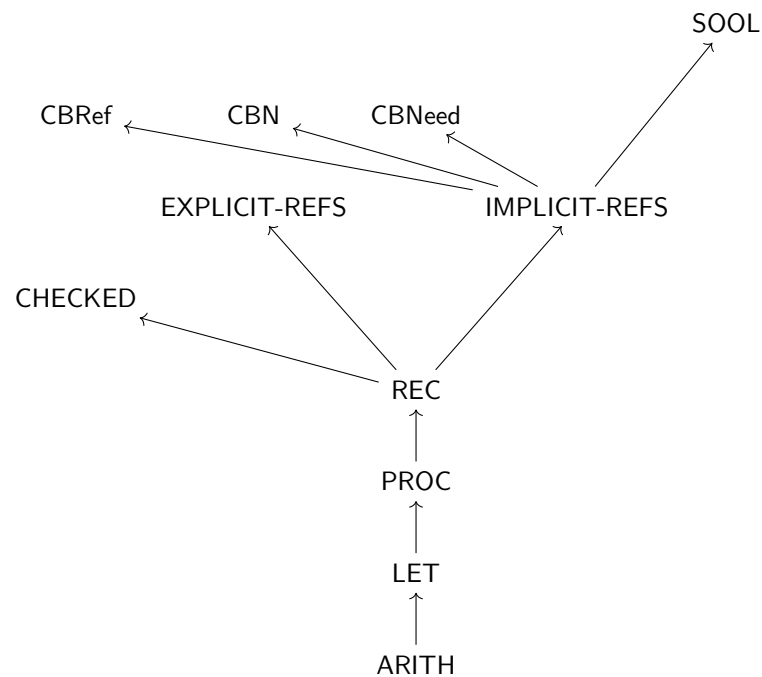 SOOL
CBRef CBN CBNeed
EXPLICIT-REFS IMPLICIT-REFS
CHECKED
REC
PROC
LET
ARITH